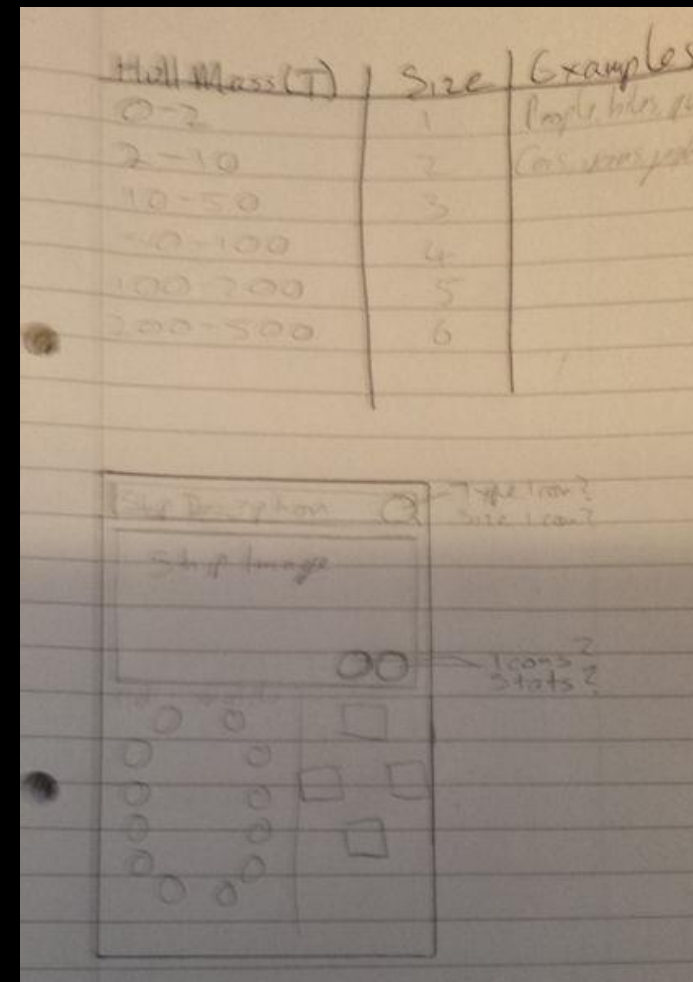 Hull Mass(T) Size Examples
0-2 1 People, bikes,
2-10 2 Cars, vans,
10-50 3
50-100 4
100-200 5
200-500 6
Ship Description
Type Icon?
Size Icon?
Ship Image
Icons?
Stats?